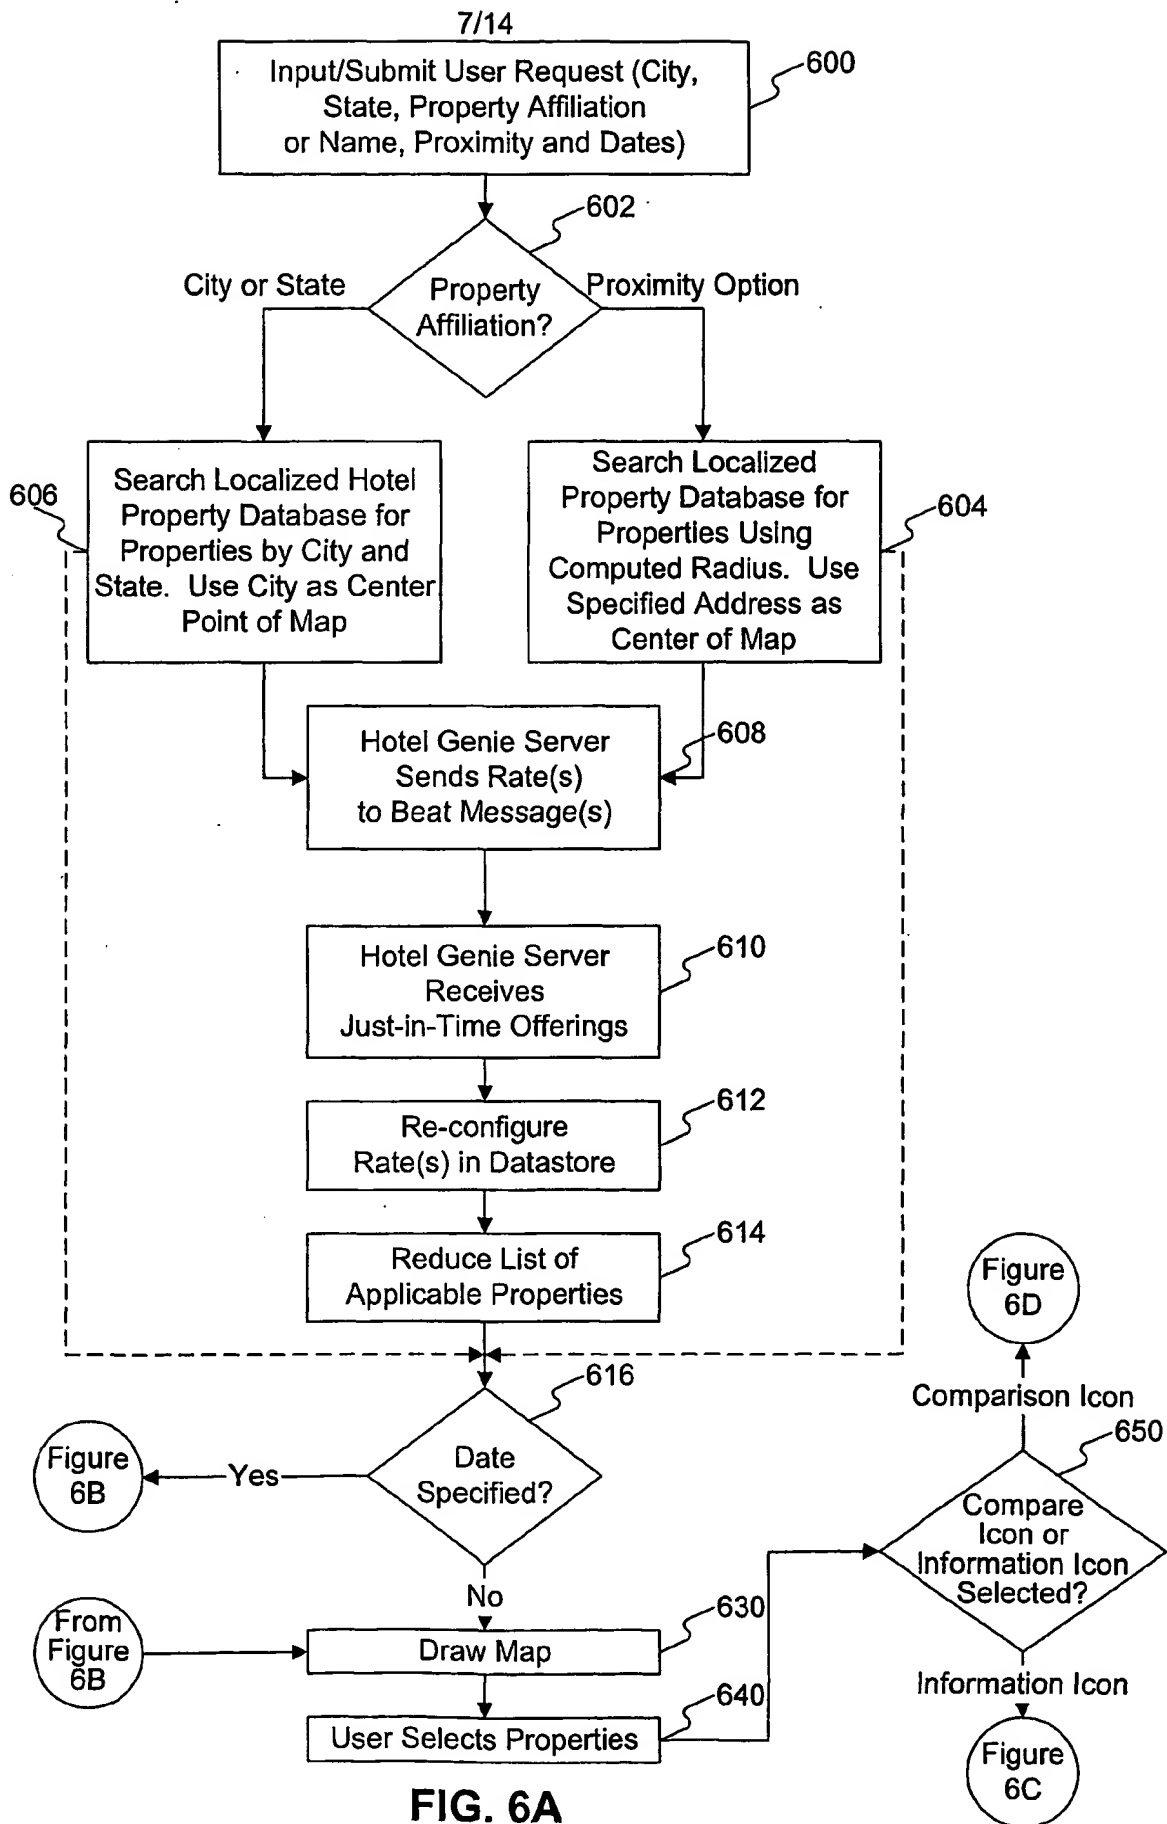 7/14
Input/Submit User Request (City,
State, Property Affiliation
or Name, Proximity and Dates)
600
602
City or State
Property
Affiliation?
Proximity Option
606
Search Localized Hotel
Property Database for
Properties by City and
State. Use City as Center
Point of Map
Search Localized
Property Database for
Properties Using
Computed Radius. Use
Specified Address as
Center of Map
604
Hotel Genie Server
Sends Rate(s)
to Beat Message(s)
608
Hotel Genie Server
Receives
Just-in-Time Offerings
610
Re-configure
Rate(s) in Datastore
612
Reduce List of
Applicable Properties
614
Figure
6D
Comparison Icon
616
650
Figure
6B
Yes
Date
Specified?
Compare
Icon or
Information Icon
Selected?
No
From
Figure
6B
Draw Map
630
Information Icon
User Selects Properties
640
Figure
6C
FIG. 6A